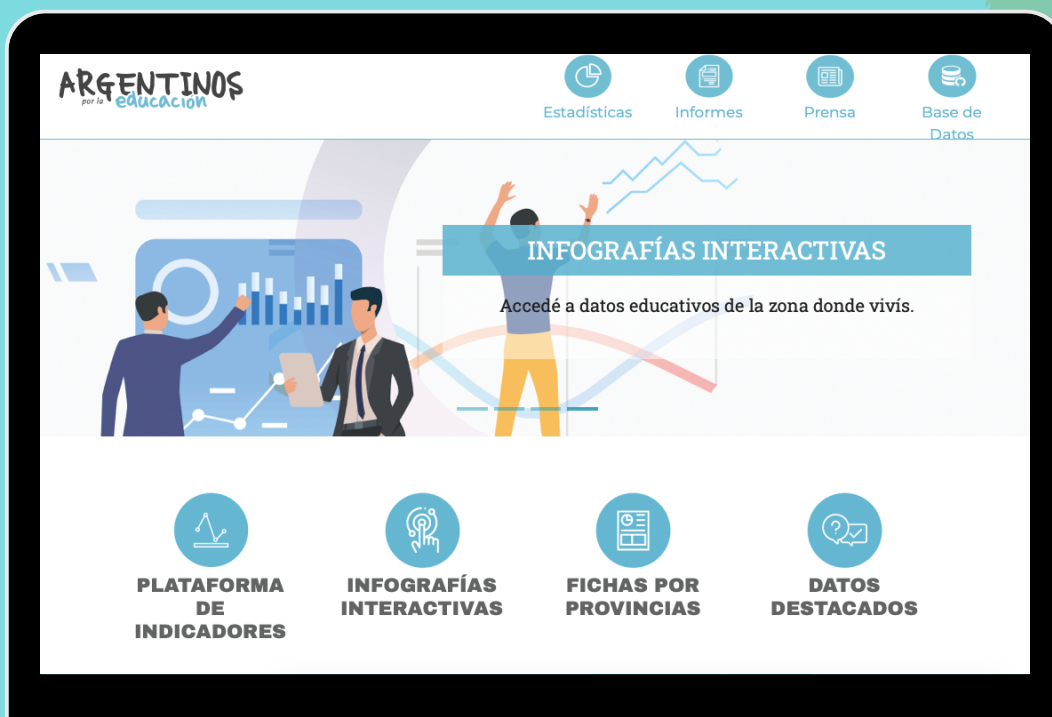 ARGENTINOS
por la educación
Estadísticas
Informes
Prensa
Base de
Datos
INFOGRAFÍAS INTERACTIVAS
Accedé a datos educativos de la zona donde vivís.
PLATAFORMA
DE
INDICADORES
INFOGRAFÍAS
INTERACTIVAS
FICHAS POR
PROVINCIAS
DATOS
DESTACADOS